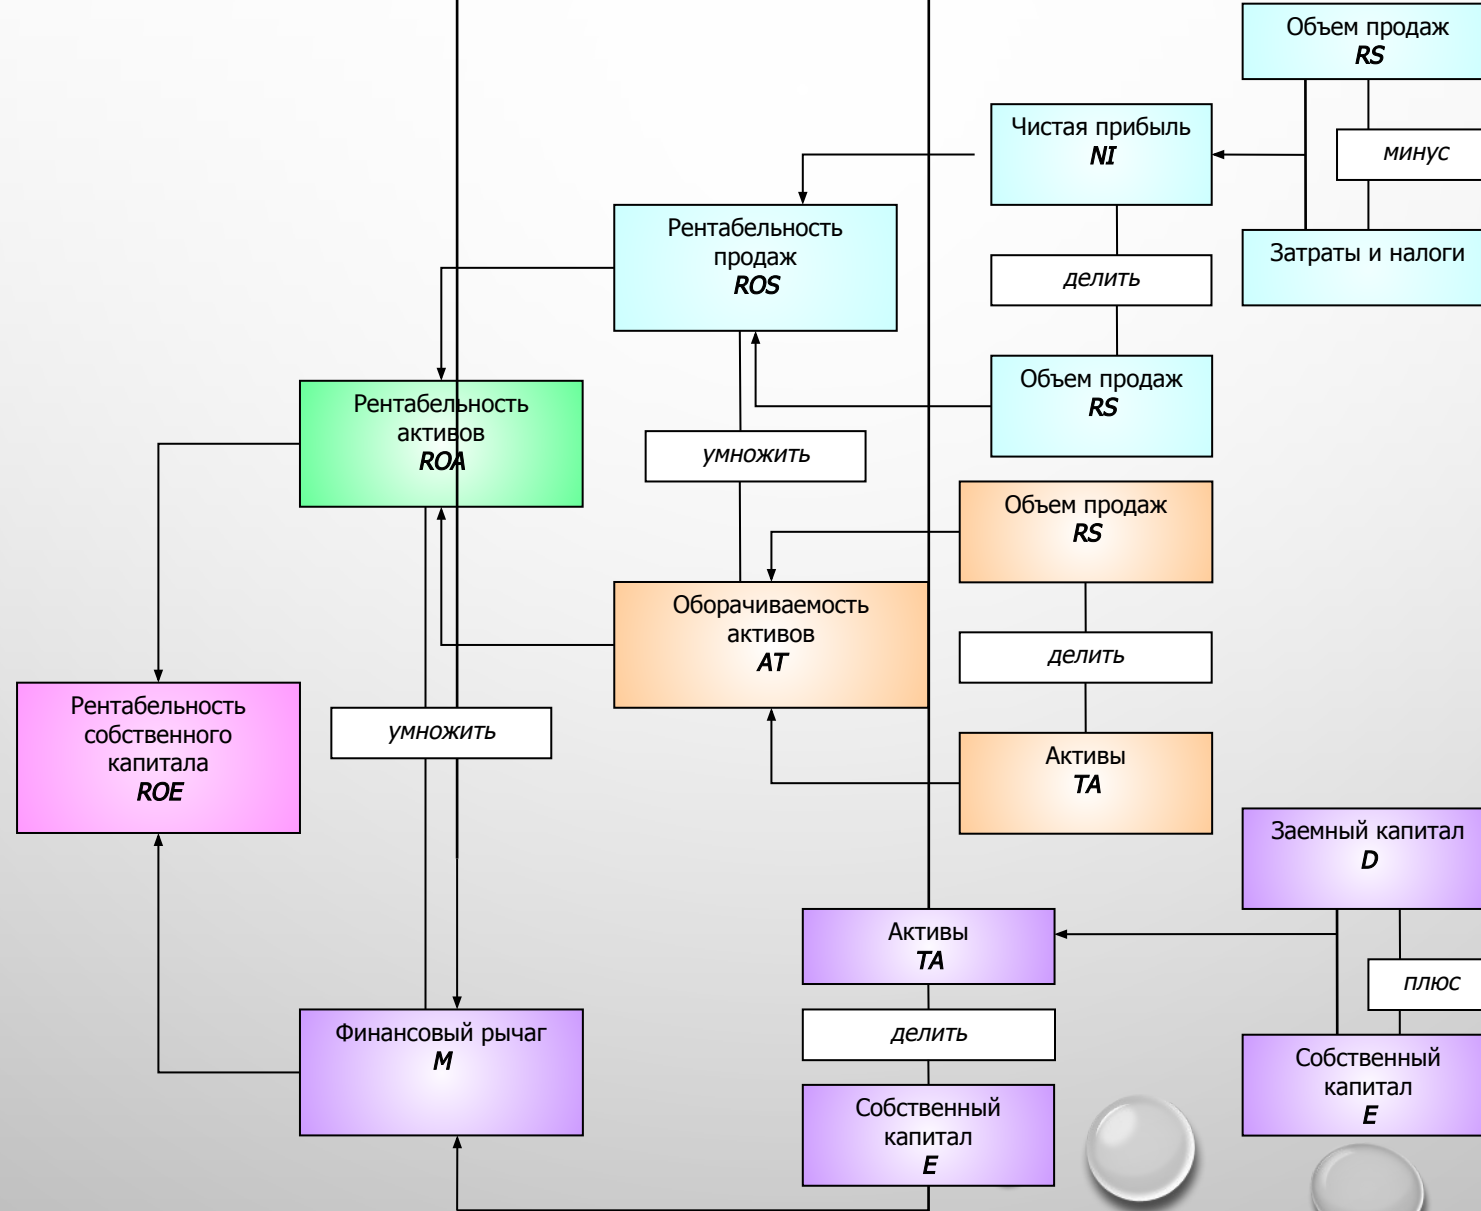 Объем продаж
RS
Чистая прибыль
NI
минус
Рентабельность
продаж
ROS
делить
Затраты и налоги
Объем продаж
RS
Рентабельность
активов
ROA
умножить
Объем продаж
RS
Оборачиваемость
активов
AT
делить
Рентабельность
собственного
капитала
ROE
умножить
Активы
TA
Заемный капитал
D
Активы
TA
плюс
Финансовый рычаг
M
делить
Собственный
капитал
E
Собственный
капитал
E